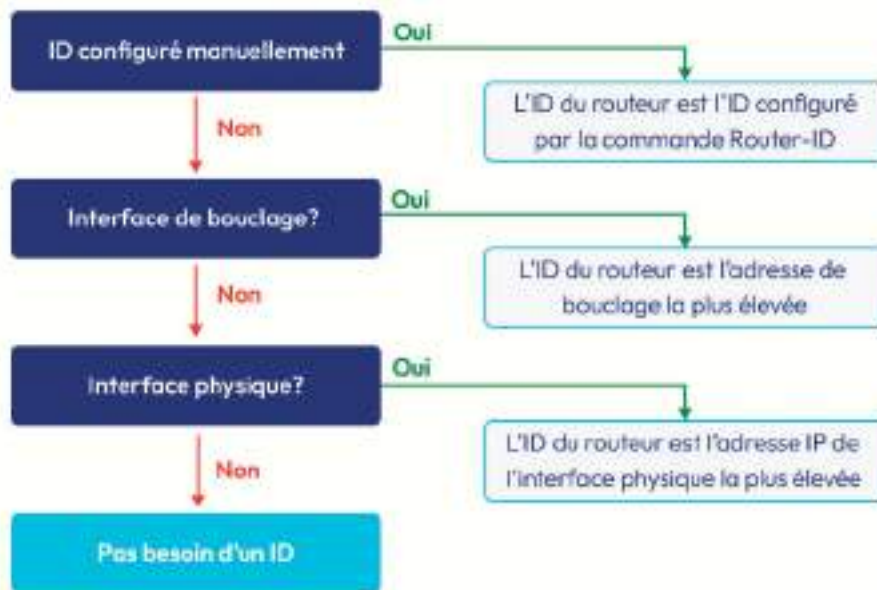 ID configuré manuellement
Oui
L'ID du routeur est l'ID configuré
par la commande Router-ID
Non
Interface de bouclage?
Oui
L'ID du routeur est l'adresse de
bouclage la plus élevée
Non
Interface physique?
Oui
L'ID du routeur est l'adresse IP de
l'interface physique la plus élevée
Non
Pas besoin d'un ID